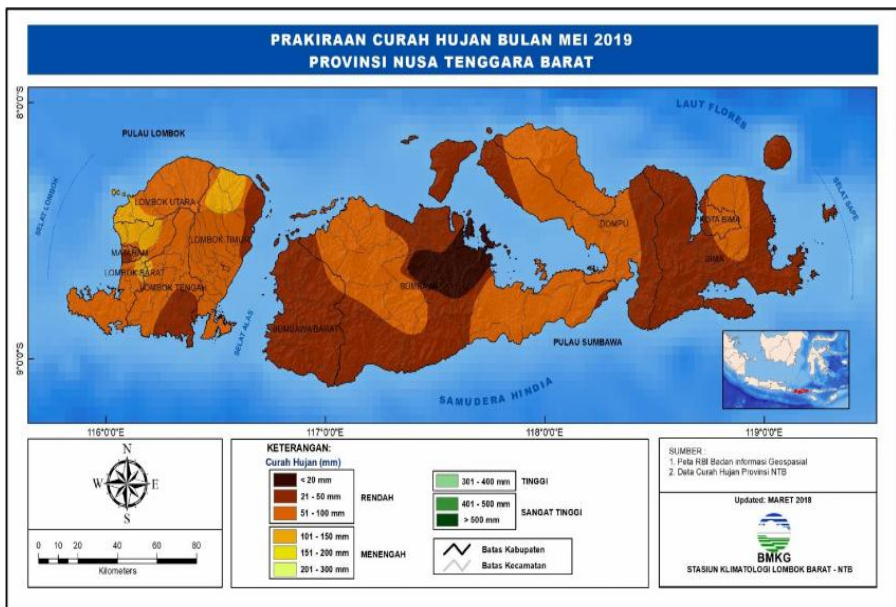 PRAKIRAAN CURAH HUJAN BULAN MEI 2019
PROVINSI NUSA TENGGARA BARAT
8°0'0"S
9°0'0"S
PULAU LOMBOK
LAUT FLORES
SELAT LOMBOK
SELAT SAPE
LOMBOK UTARA
MATARAM
LOMBOK TIMUR
LOMBOK BARAT
LOMBOK TENGAH
SELAT ALAS
SUMBAWA BARAT
SUMBAWA
DOMPU
KOTA BIMA
BIMA
PULAU SUMBAWA
SAMUDERA HINDIA
116°0'0"E
117°0'0"E
118°0'0"E
119°0'0"E
N
W
E
S
0 10 20 40 60 80
Kilometers
KETERANGAN:
Curah Hujan (mm)
< 20 mm
21 - 50 mm
51 - 100 mm
RENDAH
101 - 150 mm
151 - 200 mm
201 - 300 mm
MENENGAH
301 - 400 mm
TINGGI
401 - 500 mm
> 500 mm
SANGAT TINGGI
Batas Kabupaten
Batas Kecamatan
SUMBER :
1. Peta RBI Badan informasi Geospasial
2. Data Curah Hujan Provinsi NTB
Updated: MARET 2018
BMKG
STASIUN KLIMATOLOGI LOMBOK BARAT - NTB